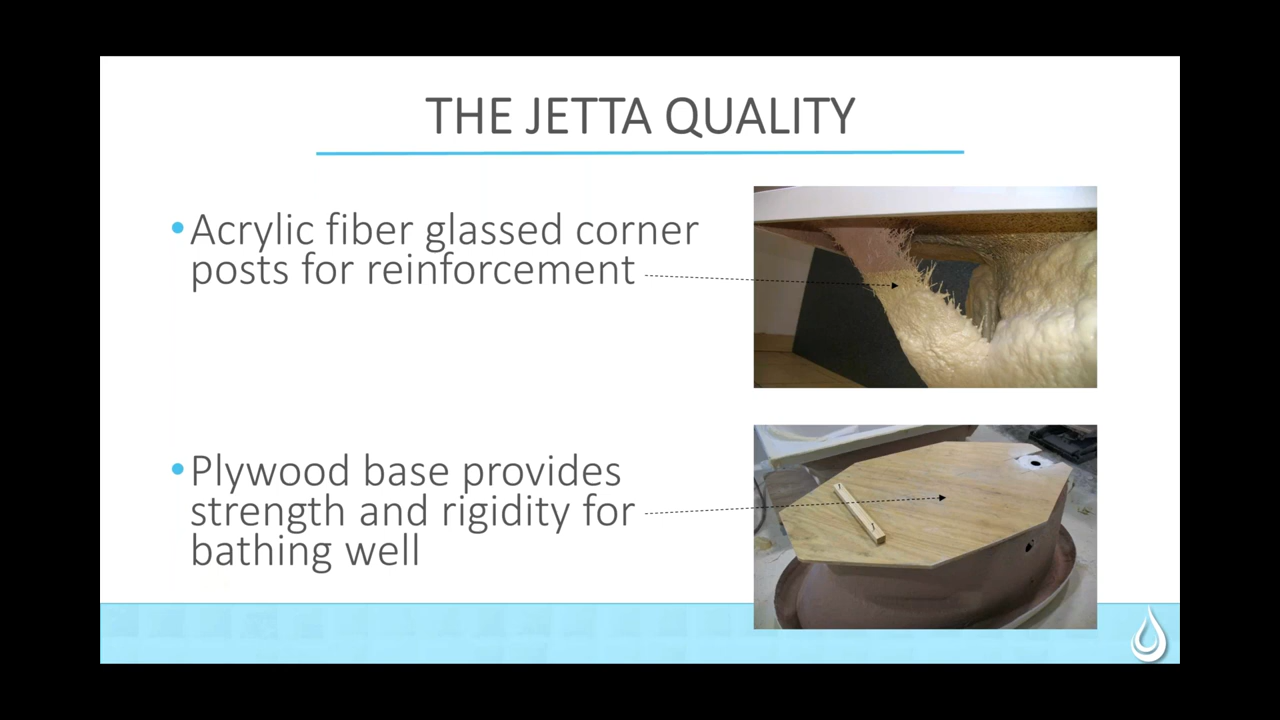 THE JETTA QUALITY
•Acrylic fiber glassed corner
posts for reinforcement
•Plywood base provides
strength and rigidity for
bathing well